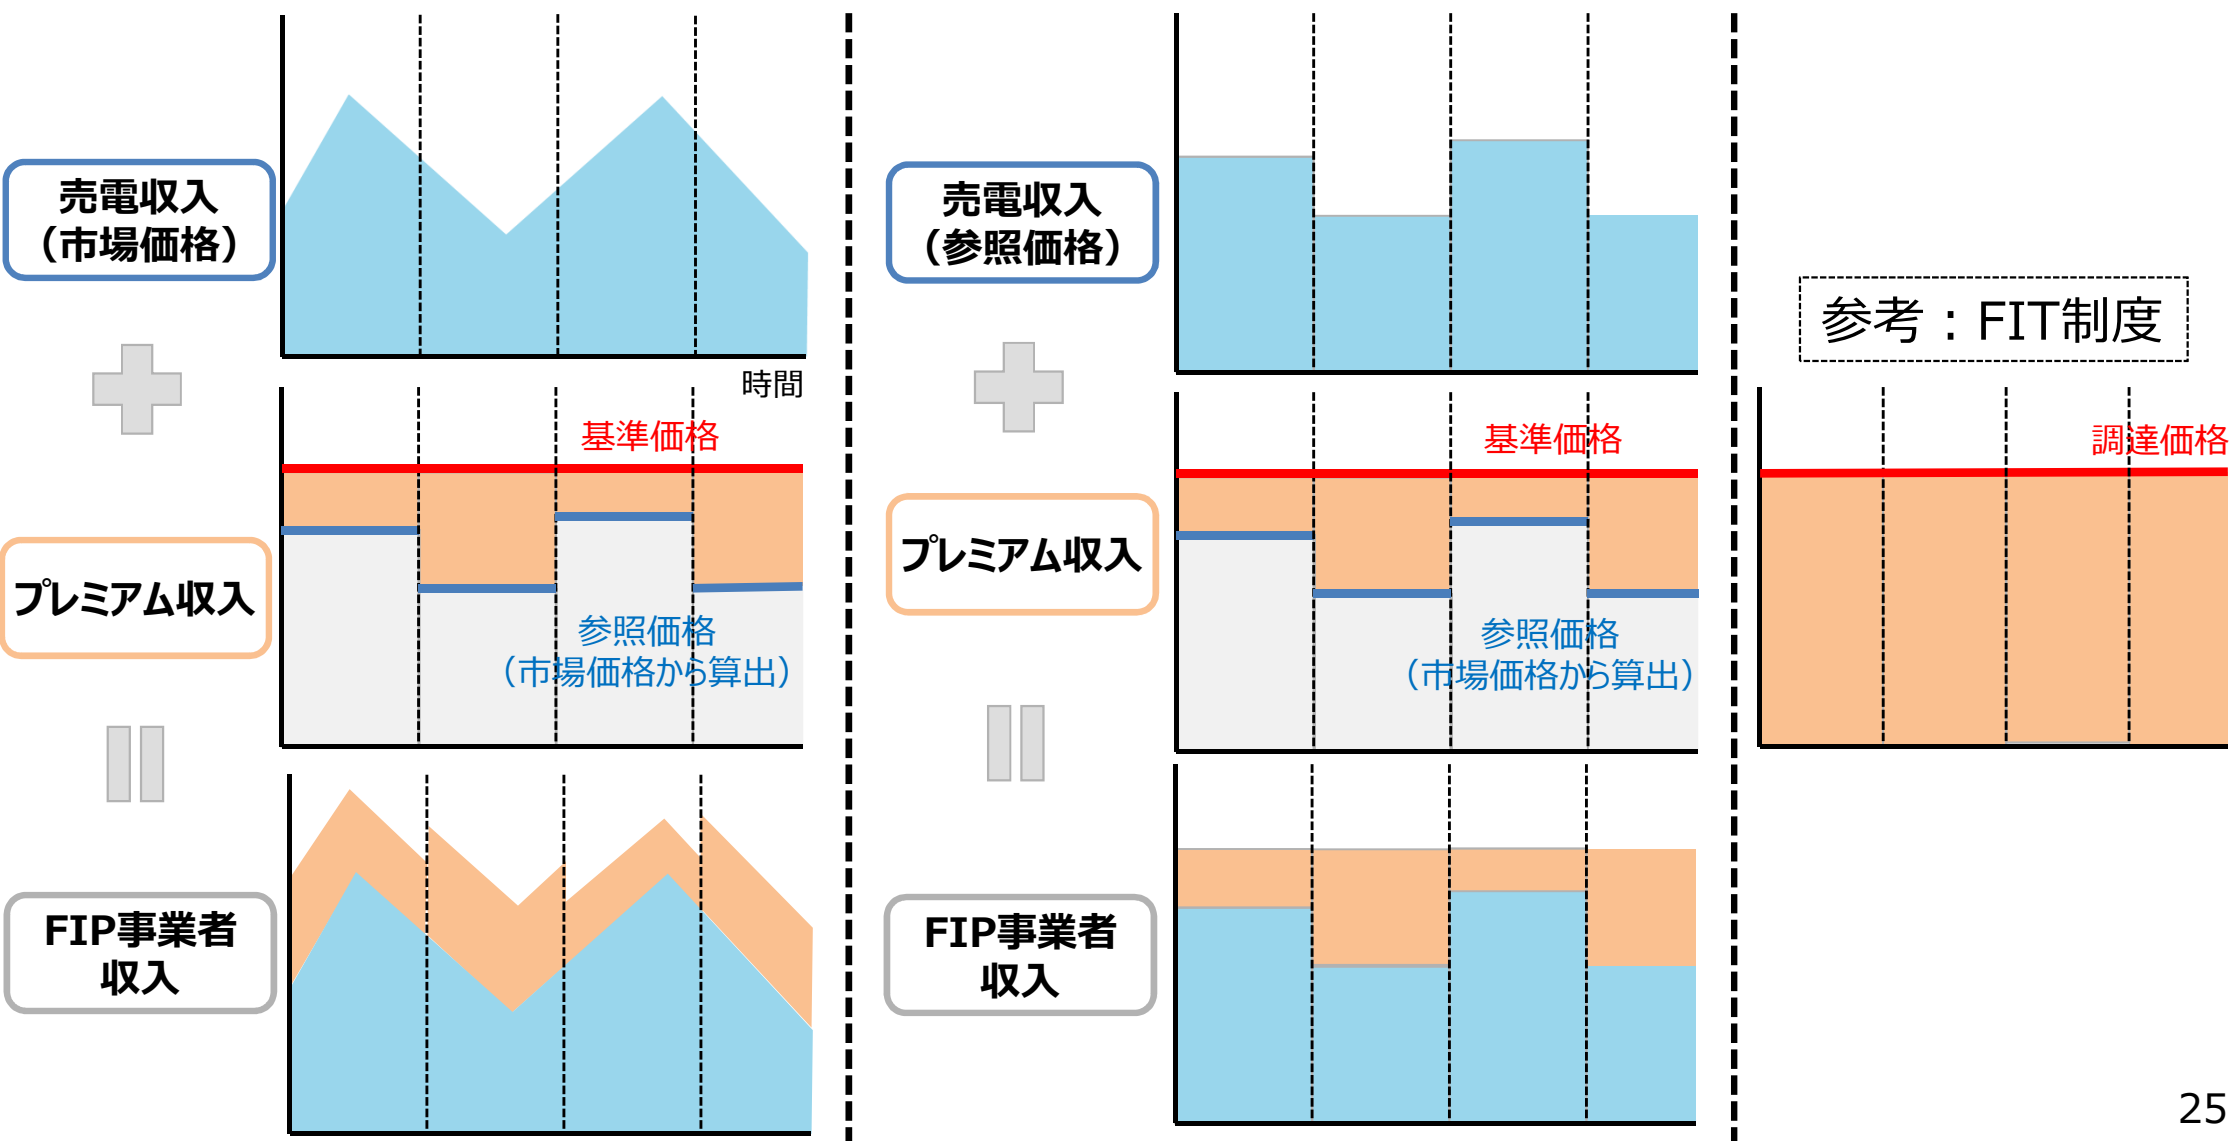 売電収入
（市場価格）
時間
基準価格
プレミアム収入
参照価格
（市場価格から算出）
FIP事業者
収入
売電収入
（参照価格）
基準価格
プレミアム収入
参照価格
（市場価格から算出）
FIP事業者
収入
参考：FIT制度
調達価格
25